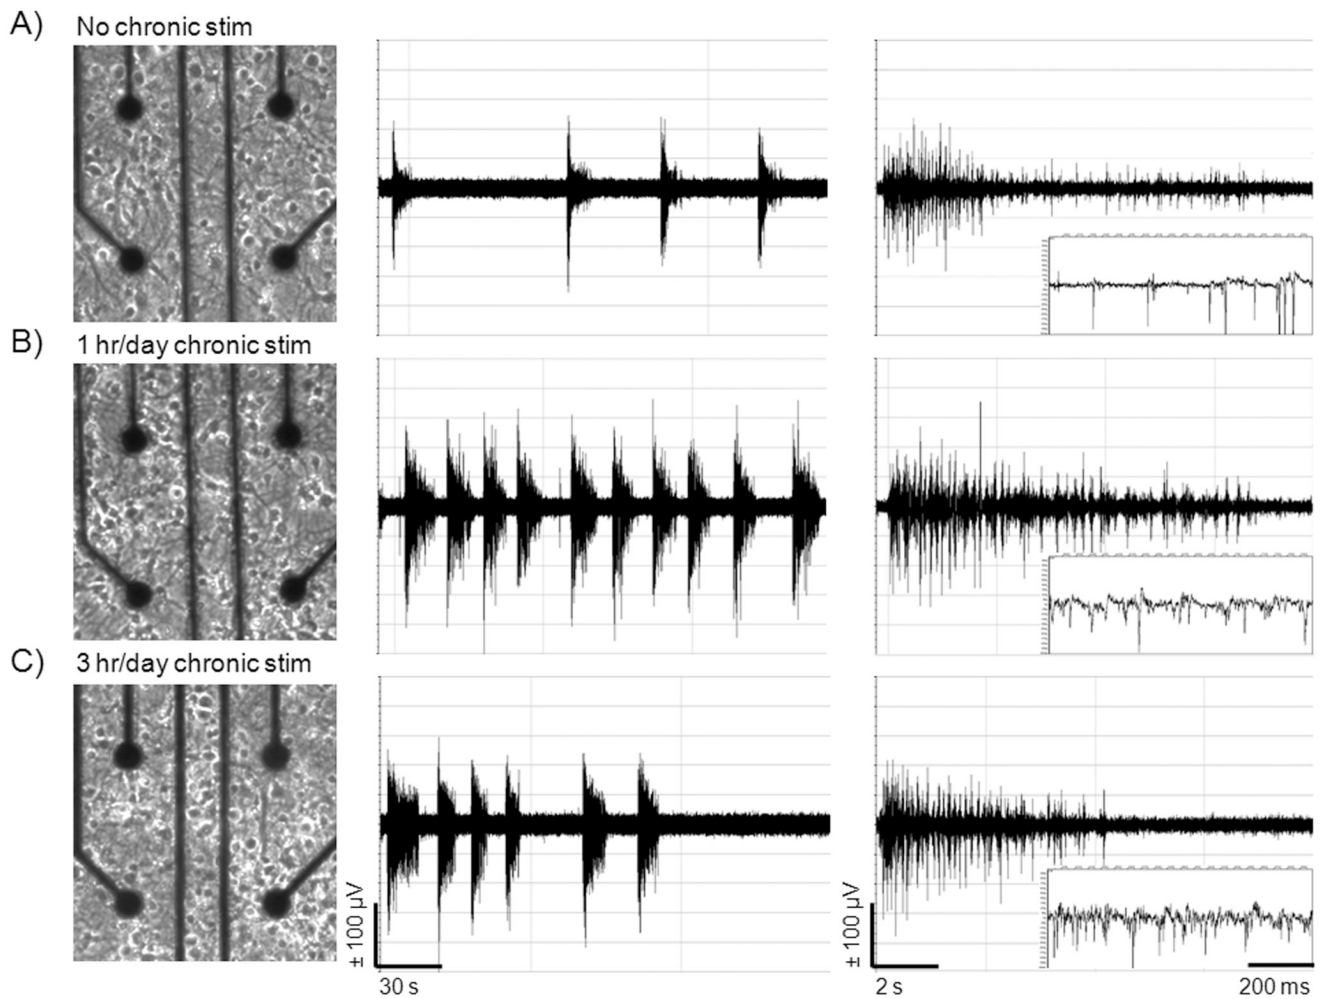 A)
No chronic stim
B)
1 hr/day chronic stim
C)
3 hr/day chronic stim
± 100 µV
± 100 µV
30 s
2 s
200 ms